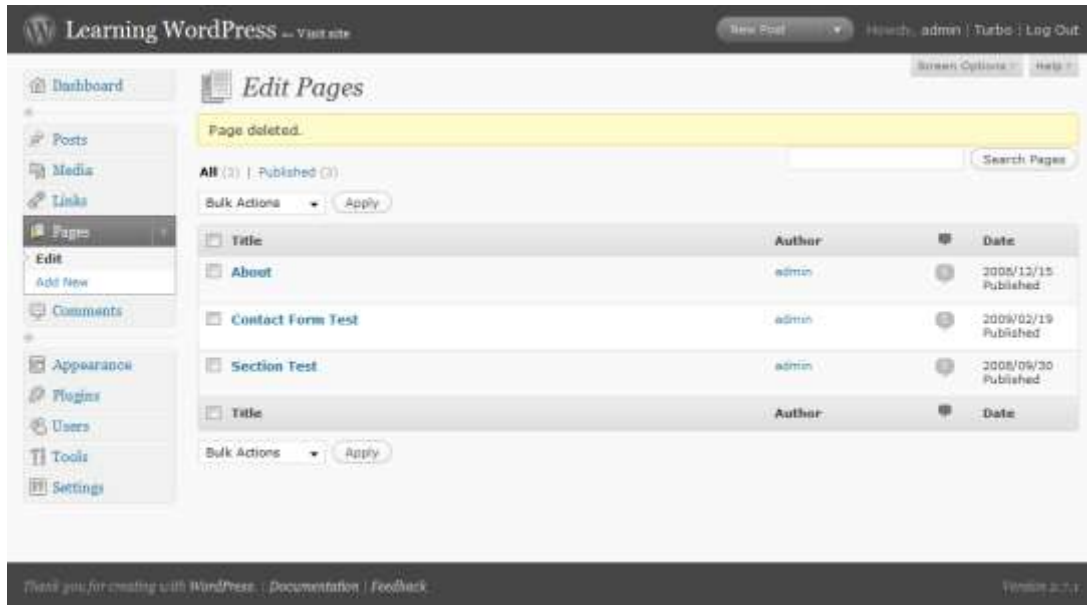 Learning WordPress – Visit site
New Post
Howdy, admin | Turbo | Log Out
Screen Options
Help
Dashboard
Posts
Media
Links
Pages
Edit
Add New
Comments
Appearance
Plugins
Users
Tools
Settings
Edit Pages
Page deleted.
All (3) | Published (3)
Search Pages
Bulk Actions
Apply
Title Author Date
About admin 2008/12/15
Published
Contact Form Test admin 2009/02/19
Published
Section Test admin 2008/09/30
Published
Title Author Date
Bulk Actions
Apply
Thank you for creating with WordPress. | Documentation | Feedback
Version 2.7.1